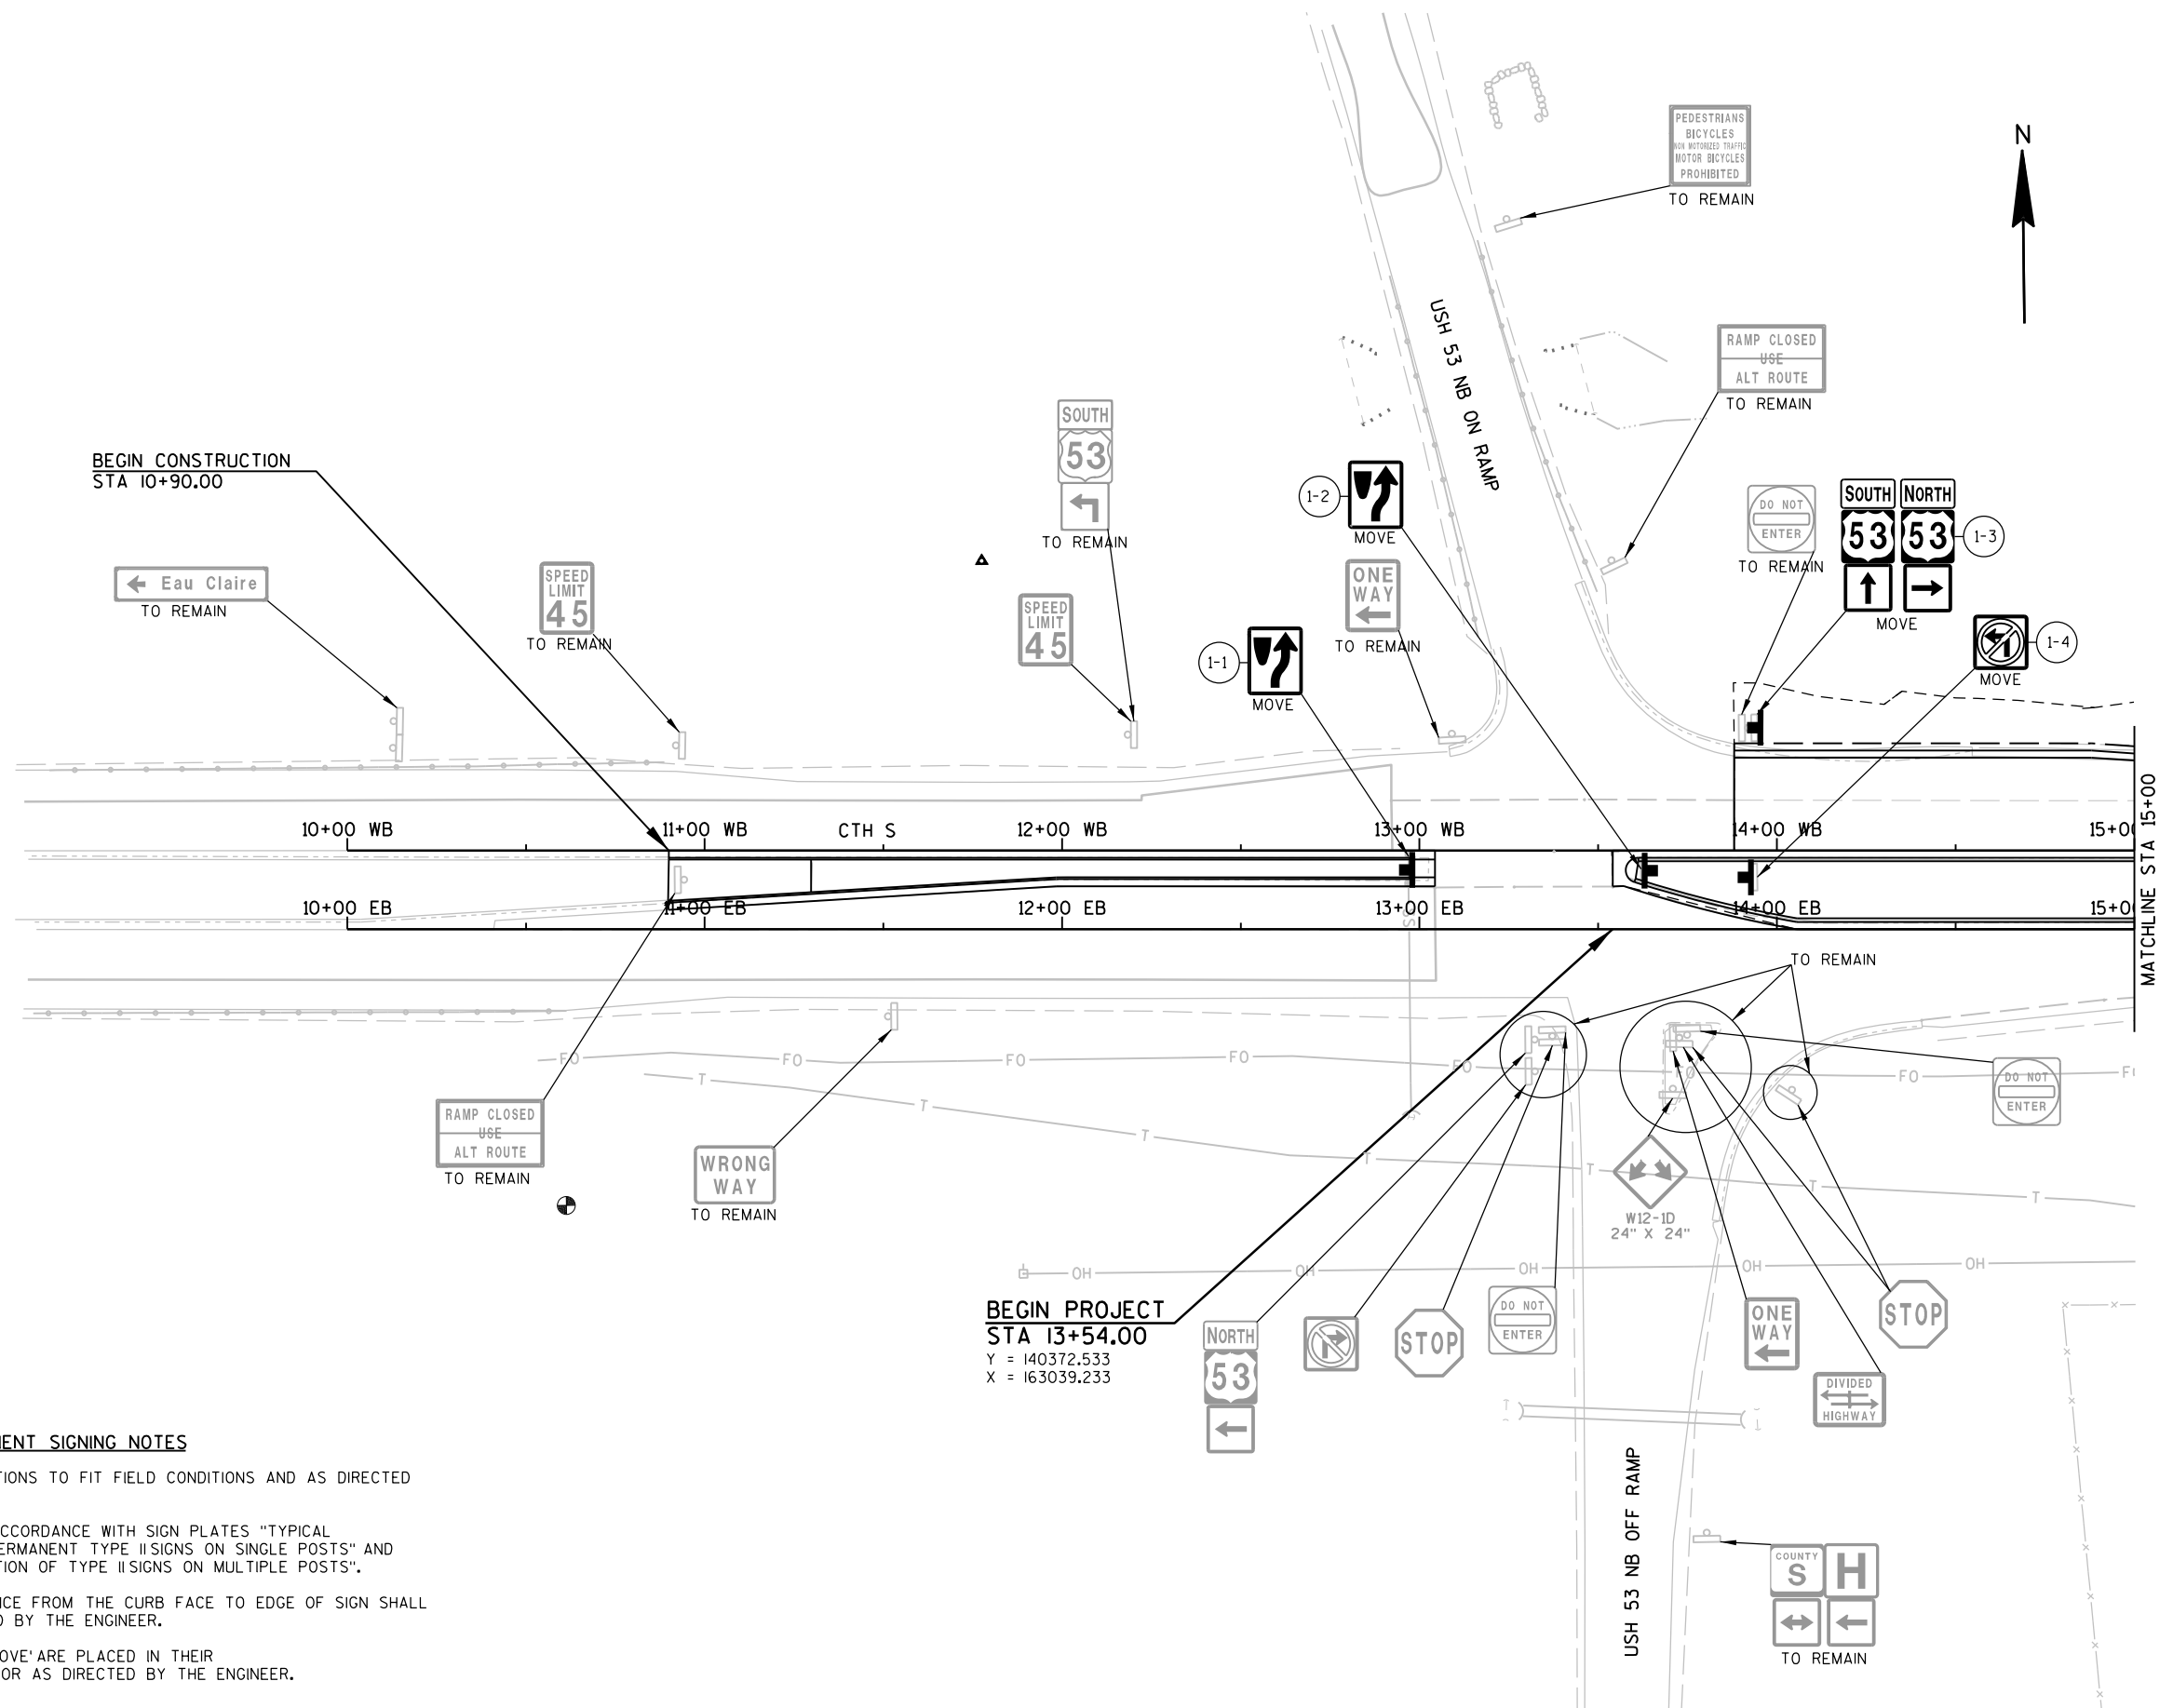 PEDESTRIANS
BICYCLES
NON MOTORIZED TRAFFIC
MOTOR BICYCLES
PROHIBITED
TO REMAIN
N
USH 53 NB ON RAMP
RAMP CLOSED
USE
ALT ROUTE
TO REMAIN
SOUTH
53
TO REMAIN
BEGIN CONSTRUCTION
STA 10+90.00
1-2
MOVE
DO NOT
ENTER
TO REMAIN
SOUTH
53
NORTH
53
1-3
MOVE
← Eau Claire
TO REMAIN
SPEED
LIMIT
45
TO REMAIN
SPEED
LIMIT
45
ONE
WAY
TO REMAIN
1-1
MOVE
1-4
MOVE
10+00 WB
11+00 WB
CTH S
12+00 WB
13+00 WB
14+00 WB
15+0
MATCHLINE STA 15+00
10+00 EB
11+00 EB
12+00 EB
13+00 EB
14+00 EB
15+0
SS
TO REMAIN
FO
FO
FO
FO
FO
FO
FO
F
T
T
T
T
T
T
T
DO NOT
ENTER
RAMP CLOSED
USE
ALT ROUTE
TO REMAIN
WRONG
WAY
TO REMAIN
W12-1D
24" X 24"
OH
OH
OH
OH
OH
BEGIN PROJECT
STA 13+54.00
Y = 140372.533
X = 163039.233
NORTH
53
STOP
DO NOT
ENTER
ONE
WAY
STOP
DIVIDED
HIGHWAY
USH 53 NB OFF RAMP
COUNTY
S
H
TO REMAIN
ENT SIGNING NOTES
TIONS TO FIT FIELD CONDITIONS AND AS DIRECTED
CCORDANCE WITH SIGN PLATES "TYPICAL
ERMANENT TYPE II SIGNS ON SINGLE POSTS" AND
TION OF TYPE II SIGNS ON MULTIPLE POSTS".
NCE FROM THE CURB FACE TO EDGE OF SIGN SHALL
D BY THE ENGINEER.
OVE' ARE PLACED IN THEIR
OR AS DIRECTED BY THE ENGINEER.